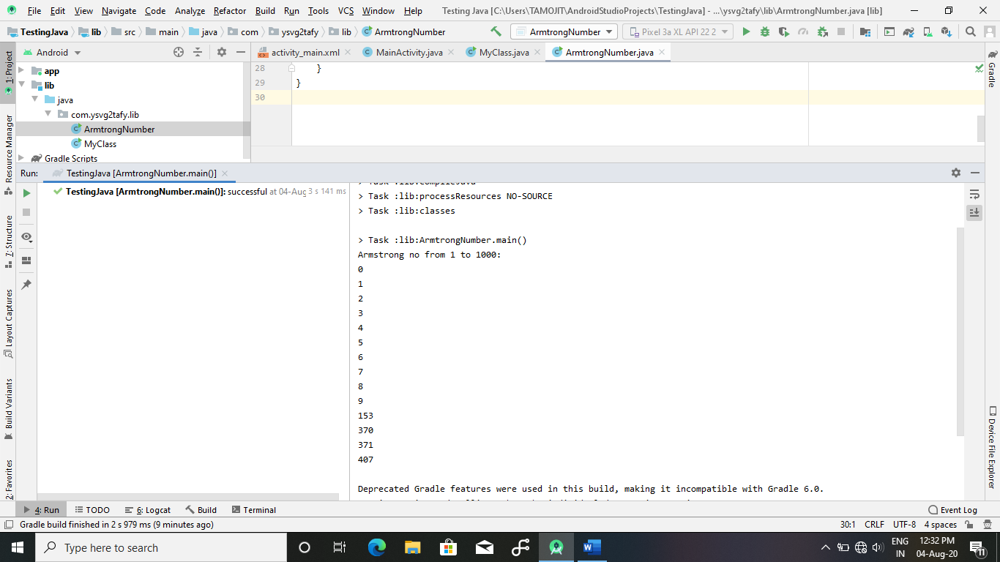 File Edit View Navigate Code Analyze Refactor Build Run Tools VCS Window Help Testing Java [C:\Users\TAMOJIT\AndroidStudioProjects\TestingJava] - ...\ysvg2tafy\lib\ArmtrongNumber.java [lib]
TestingJava lib src main java com ysvg2tafy lib ArmtrongNumber ArmtrongNumber Pixel 3a XL API 22 2
Android activity_main.xml MainActivity.java MyClass.java ArmtrongNumber.java
1: Project
Resource Manager
7: Structure
Layout Captures
Build Variants
2: Favorites
app
lib
java
com.ysvg2tafy.lib
ArmtrongNumber
MyClass
Gradle Scripts
28 }
29 }
30
Gradle
Device File Explorer
Run: TestingJava [ArmtrongNumber.main()]
TestingJava [ArmtrongNumber.main()]: successful at 04-Aug 3 s 141 ms
> Task :lib:compileJava
> Task :lib:processResources NO-SOURCE
> Task :lib:classes
> Task :lib:ArmtrongNumber.main()
Armstrong no from 1 to 1000:
0
1
2
3
4
5
6
7
8
9
153
370
371
407
Deprecated Gradle features were used in this build, making it incompatible with Gradle 6.0.
4: Run TODO 6: Logcat Build Terminal Event Log
Gradle build finished in 2 s 979 ms (9 minutes ago) 30:1 CRLF UTF-8 4 spaces
Type here to search
ENG 12:32 PM
IN 04-Aug-20 11